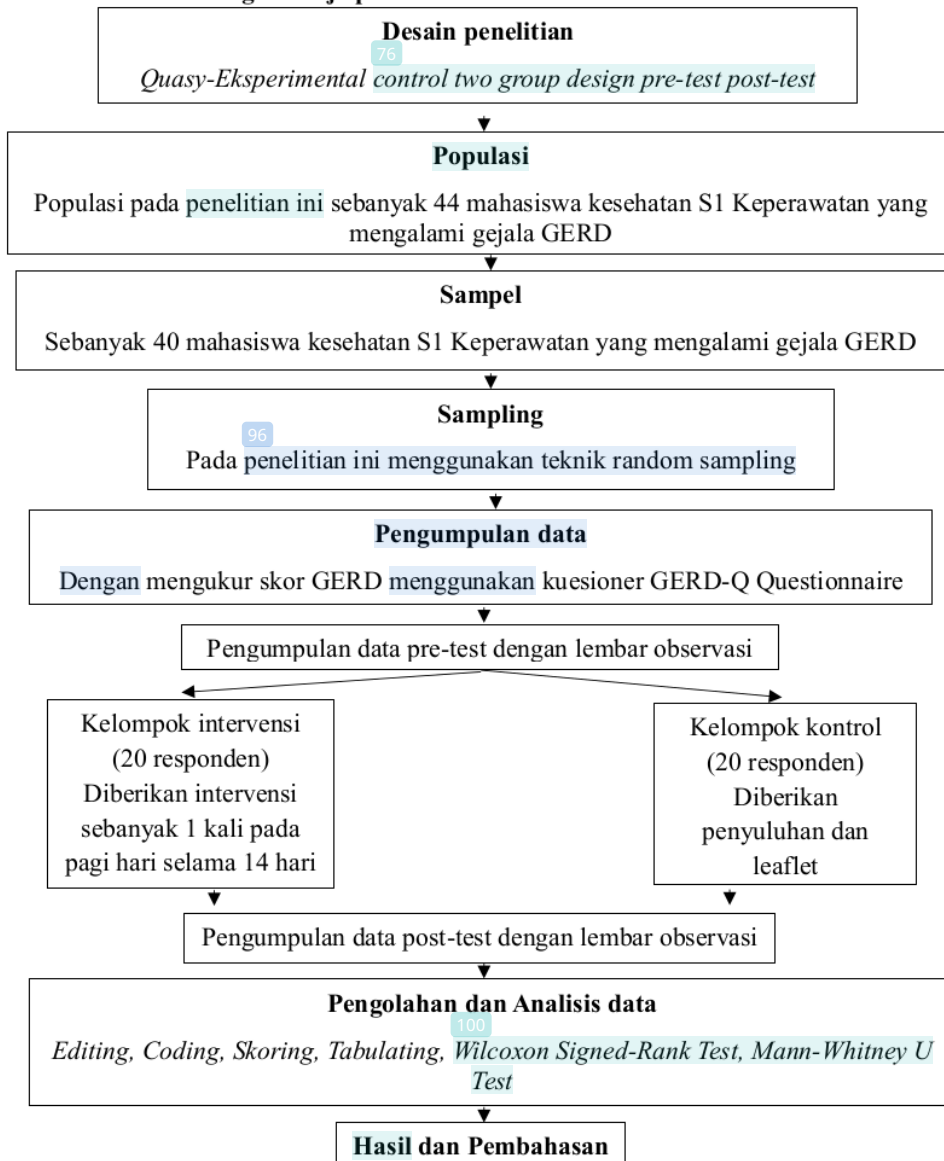 Desain penelitian
76
Quasy-Eksperimental control two group design pre-test post-test
Populasi
Populasi pada penelitian ini sebanyak 44 mahasiswa kesehatan S1 Keperawatan yang
mengalami gejala GERD
Sampel
Sebanyak 40 mahasiswa kesehatan S1 Keperawatan yang mengalami gejala GERD
Sampling
96
Pada penelitian ini menggunakan teknik random sampling
Pengumpulan data
Dengan mengukur skor GERD menggunakan kuesioner GERD-Q Questionnaire
Pengumpulan data pre-test dengan lembar observasi
Kelompok intervensi
(20 responden)
Diberikan intervensi
sebanyak 1 kali pada
pagi hari selama 14 hari
Kelompok kontrol
(20 responden)
Diberikan
penyuluhan dan
leaflet
Pengumpulan data post-test dengan lembar observasi
Pengolahan dan Analisis data
100
Editing, Coding, Skoring, Tabulating, Wilcoxon Signed-Rank Test, Mann-Whitney U
Test
Hasil dan Pembahasan